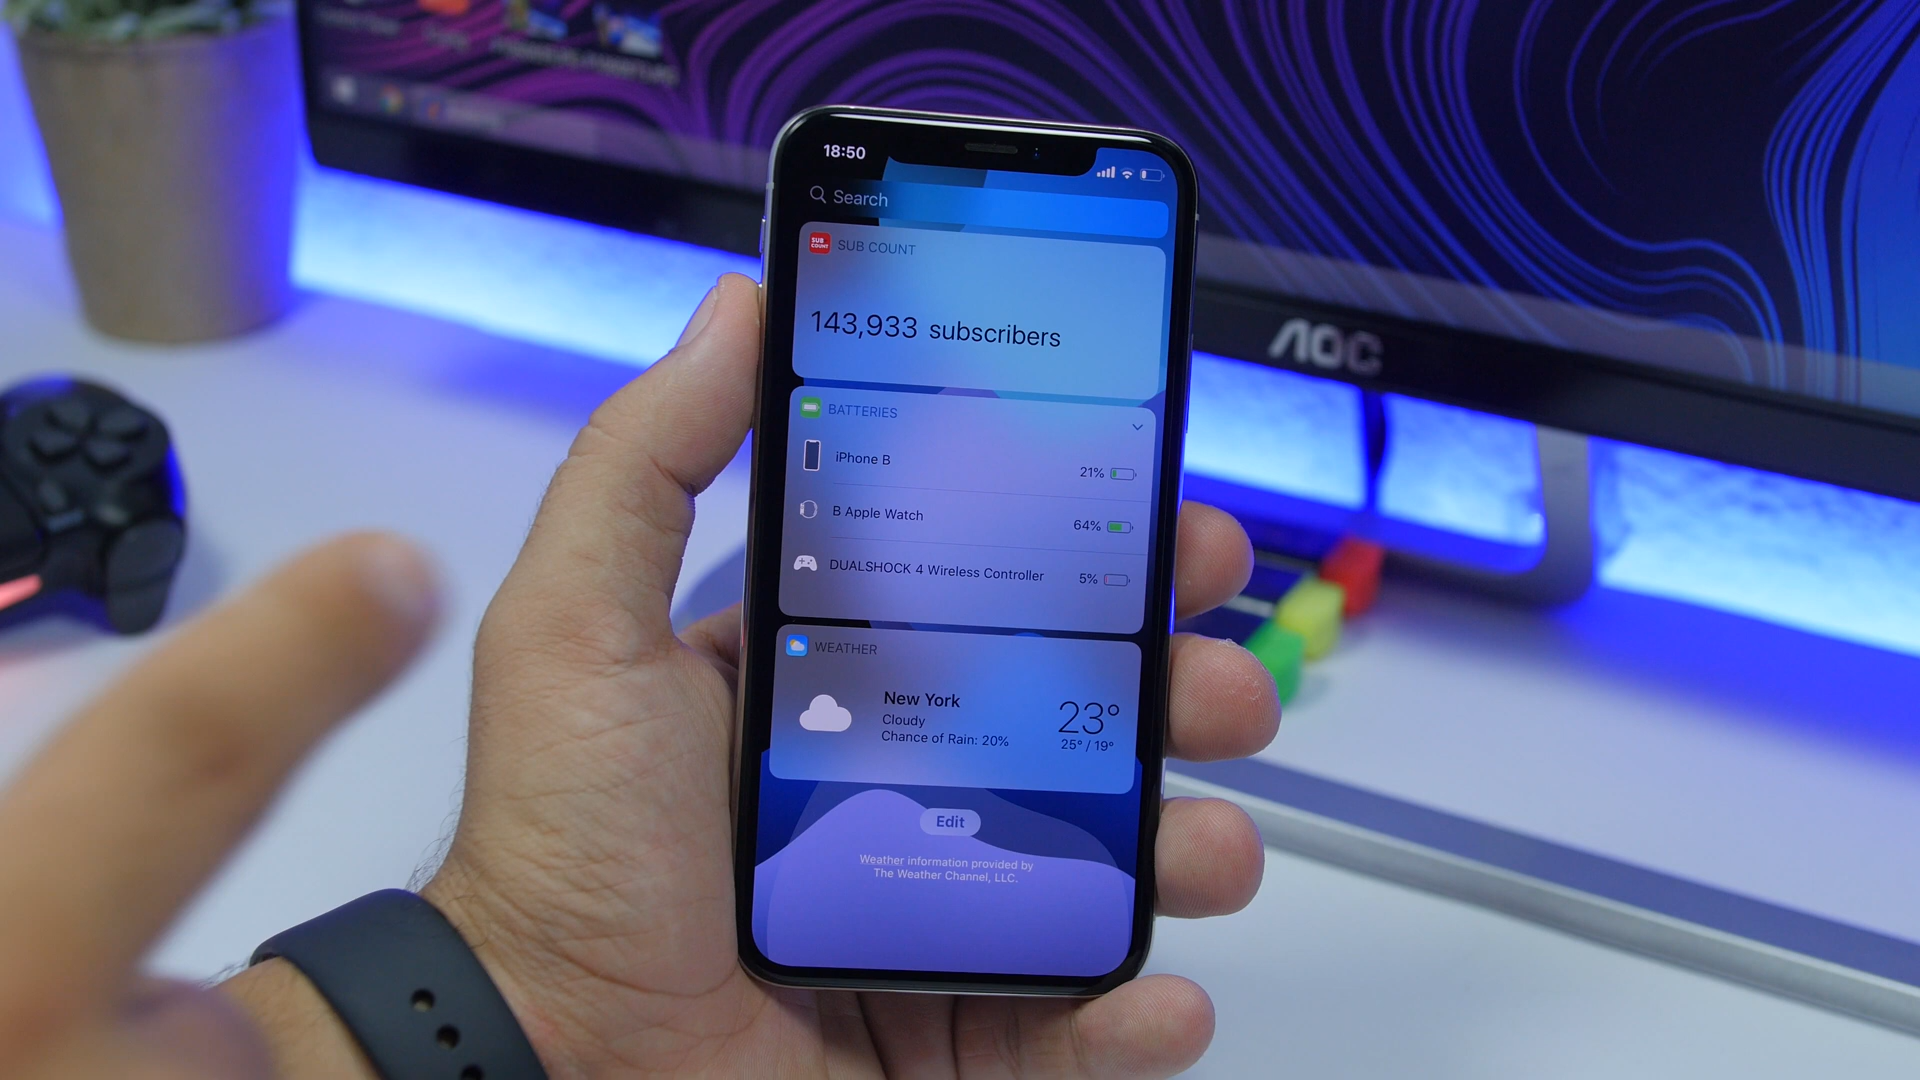 18:50
Search
SUB COUNT
SUB COUNT
143,933 subscribers
BATTERIES
iPhone B
21%
B Apple Watch
64%
DUALSHOCK 4 Wireless Controller
5%
WEATHER
New York
Cloudy
Chance of Rain: 20%
23°
25° / 19°
Edit
Weather information provided by
The Weather Channel, LLC.
AOC